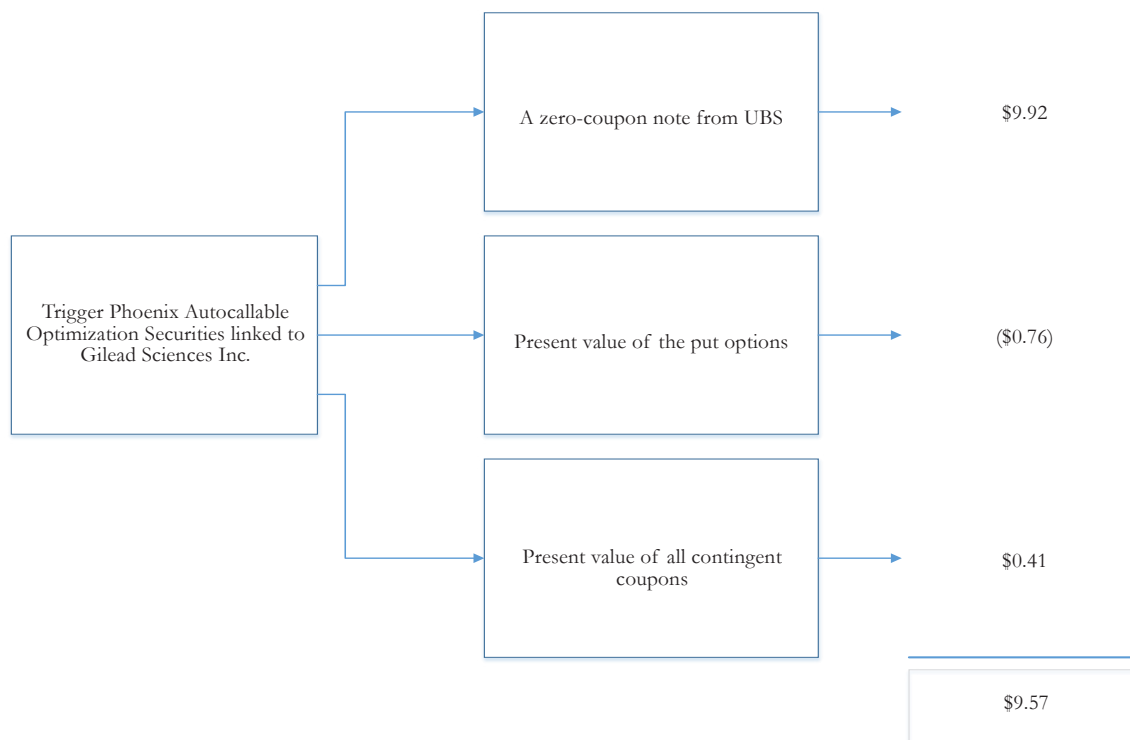 A zero-coupon note from UBS
$9.92
Trigger Phoenix Autocallable
Optimization Securities linked to
Gilead Sciences Inc.
Present value of the put options
($0.76)
Present value of all contingent
coupons
$0.41
$9.57